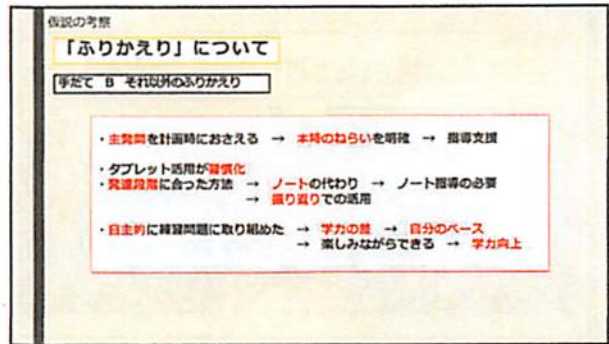 仮説の考察
「ふりかえり」について
手だて B それ以外のふりかえり
・主発問を計画時におさえる → 本時のねらいを明確 → 指導支援
・タブレット活用が習慣化
・発達段階に合った方法 → ノートの代わり → ノート指導の必要
→ 振り返りでの活用
・自主的に練習問題に取り組めた → 学力の差 → 自分のペース
→ 楽しみながらできる → 学力向上